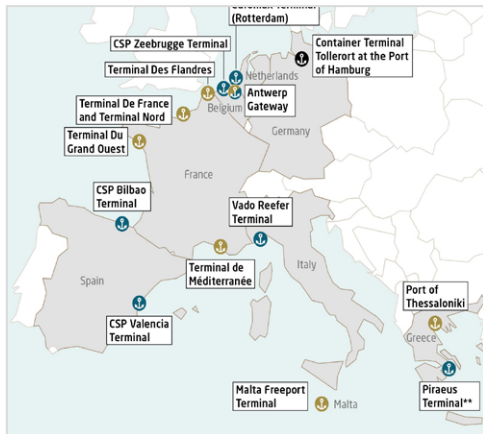 (Rotterdam)
CSP Zeebrugge Terminal
Terminal Des Flandres
Container Terminal
Tollerort at the Port
of Hamburg
Netherlands
Antwerp
Gateway
Belgium
Terminal De France
and Terminal Nord
Terminal Du
Grand Ouest
Germany
France
CSP Bilbao
Terminal
Vado Reefer
Terminal
Spain
Terminal de
Méditerranée
Italy
CSP Valencia
Terminal
Port of
Thessaloniki
Greece
Malta Freeport
Terminal
Malta
Piraeus
Terminal**